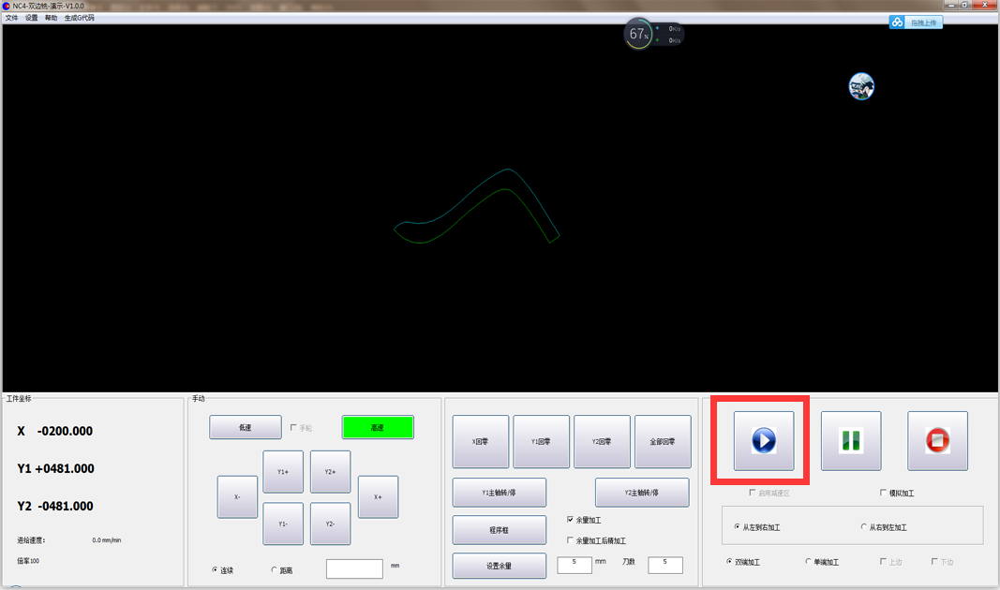 NC4-双边铣-演示-V1.0.0
文件 设置 帮助 生成G代码
67%
0K/s
0K/s
拖拽上传
工件坐标
X -0200.000
Y1 +0481.000
Y2 -0481.000
进给速度: 0.0 mm/min
倍率100
手动
低速
手轮
高速
Y1+
Y2+
X-
X+
Y1-
Y2-
连续
距离
mm
X回零
Y1回零
Y2回零
全部回零
Y1主轴转/停
Y2主轴转/停
程序框
余量加工
余量加工后精加工
设置余量
5
mm
刀数
5
启用减速区
模拟加工
从左到右加工
从右到左加工
双端加工
单端加工
上边
下边